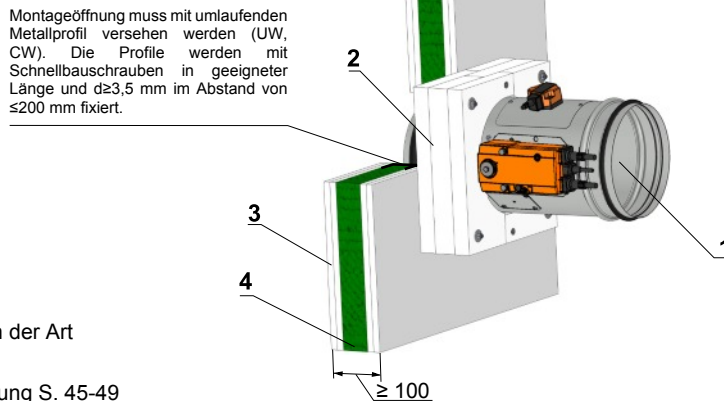 Montageöffnung muss mit umlaufenden
Metallprofil versehen werden (UW,
CW). Die Profile werden mit
Schnellbauschrauben in geeigneter
Länge und d≥3,5 mm im Abstand von
≤200 mm fixiert.
2
1
3
4
der Art
≥ 100
S. 45-49